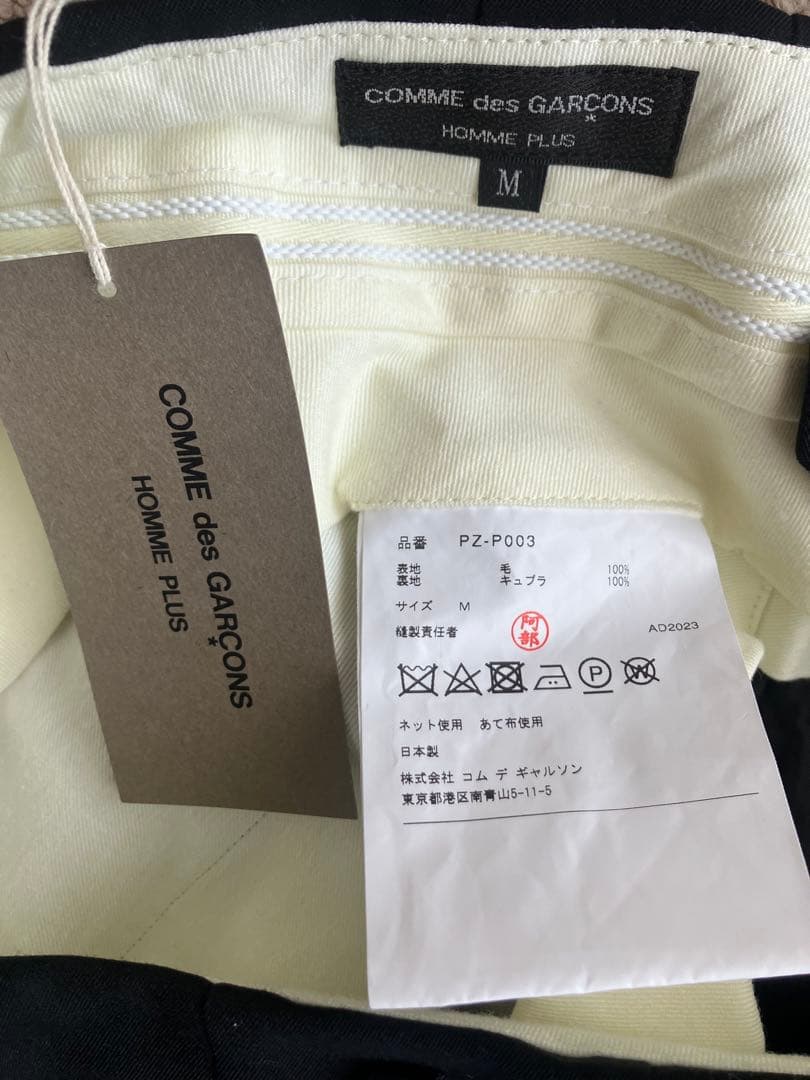 COMME des GARÇONS
HOMME PLUS
M
COMME des GARÇONS
HOMME PLUS
品番 PZ-P003
表地 毛 100%
裏地 キュプラ 100%
サイズ M
縫製責任者 阿部 AD2023
P W
ネット使用 あて布使用
日本製
株式会社 コム デ ギャルソン
東京都港区南青山5-11-5